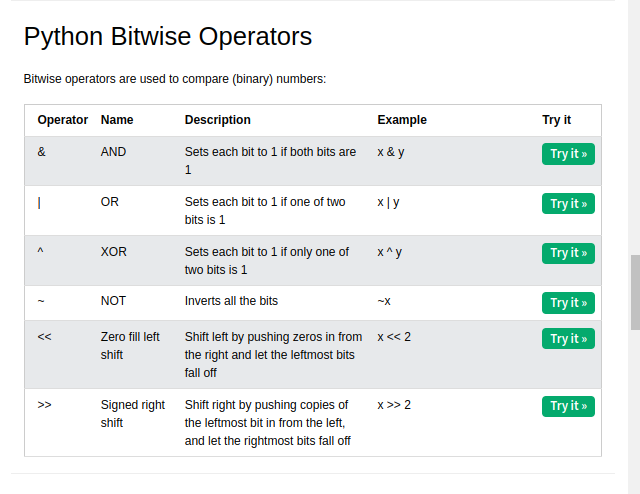 Python Bitwise Operators
Bitwise operators are used to compare (binary) numbers:
Operator Name Description Example Try it
& AND Sets each bit to 1 if both bits are x & y Try it »
1
| OR Sets each bit to 1 if one of two x | y Try it »
bits is 1
^ XOR Sets each bit to 1 if only one of x ^ y Try it »
two bits is 1
~ NOT Inverts all the bits ~x Try it »
<< Zero fill left Shift left by pushing zeros in from x << 2 Try it »
shift the right and let the leftmost bits
fall off
>> Signed right Shift right by pushing copies of x >> 2 Try it »
shift the leftmost bit in from the left,
and let the rightmost bits fall off